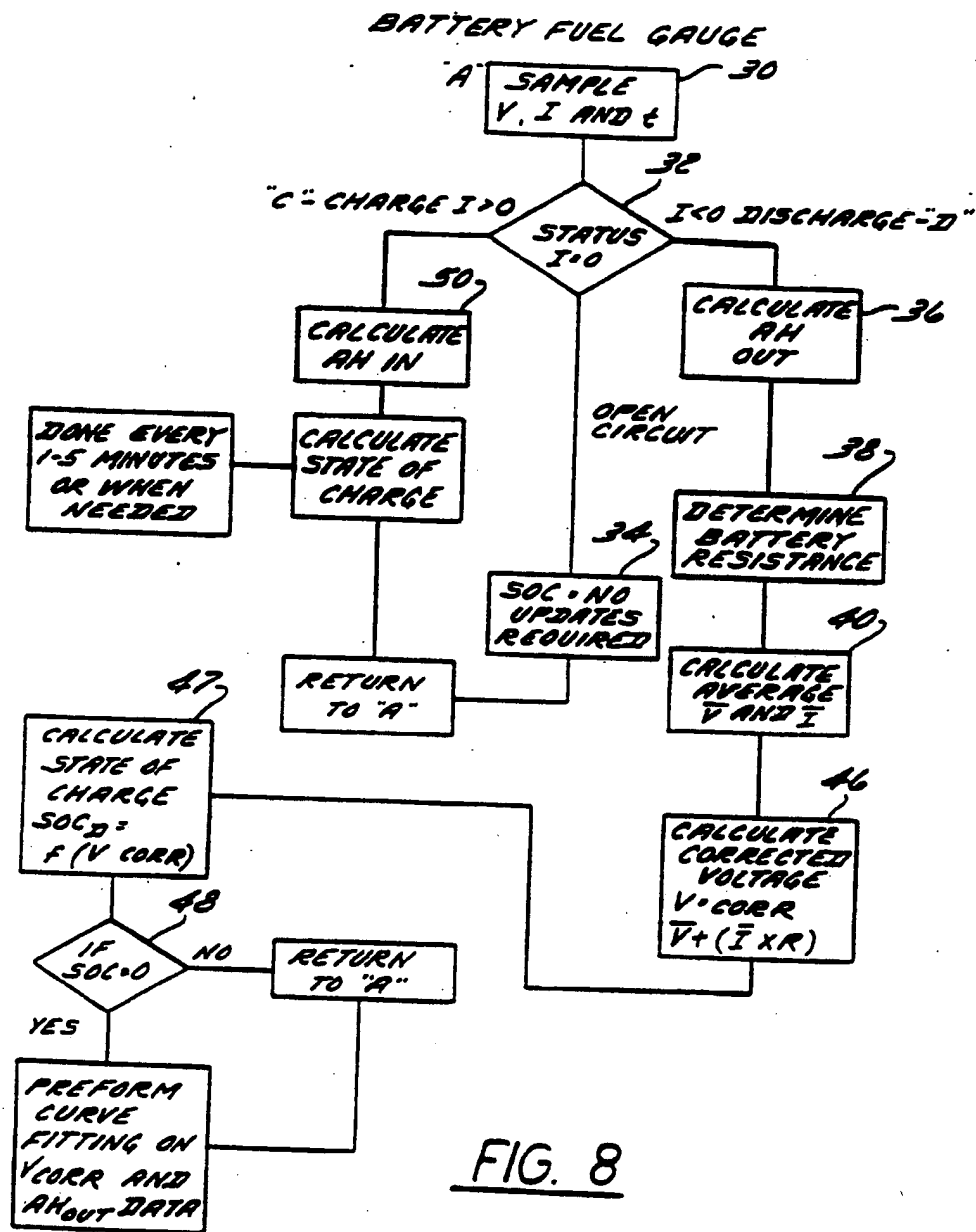 BATTERY FUEL GAUGE
"A"
30
SAMPLE
V, I AND t
32
"C"- CHARGE I>0
I<0 DISCHARGE-"D"
STATUS
I=0
50
CALCULATE
AH IN
CALCULATE
AH
OUT
36
DONE EVERY
1-5 MINUTES
OR WHEN
NEEDED
CALCULATE
STATE OF
CHARGE
OPEN
CIRCUIT
38
DETERMINE
BATTERY
RESISTANCE
34
SOC = NO
UPDATES
REQUIRED
40
CALCULATE
AVERAGE
V̅ AND I̅
RETURN
TO "A"
47
CALCULATE
STATE OF
CHARGE
SOC_D =
f (V CORR)
46
CALCULATE
CORRECTED
VOLTAGE
V = CORR
V̅ + (I̅ X R)
48
IF
SOC=0
NO
RETURN
TO "A"
YES
PREFORM
CURVE
FITTING ON
V_CORR AND
AH_OUT DATA
FIG. 8